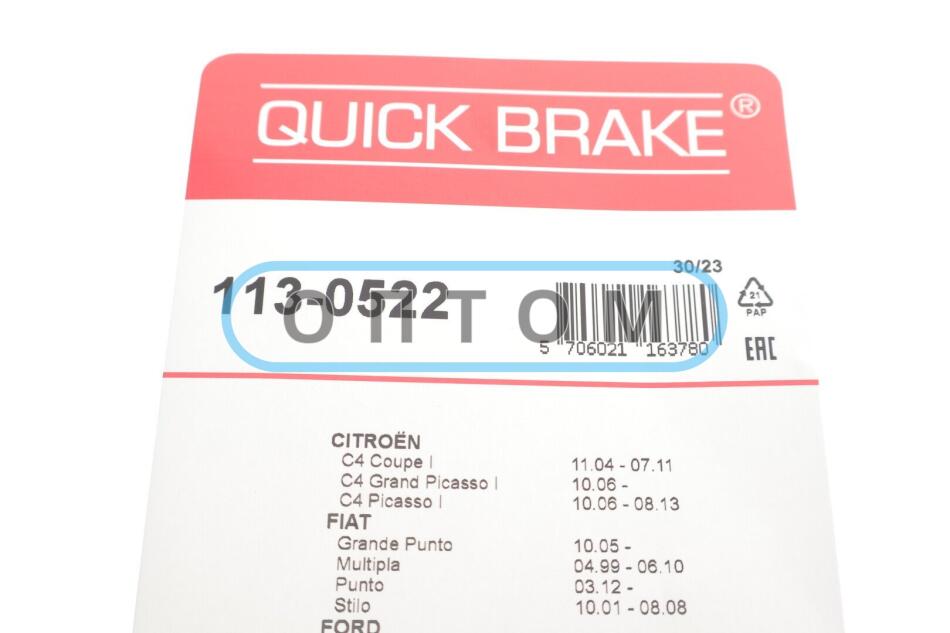 QUICK BRAKE®
30/23
113-0522
ОПТОМ
21
PAP
5 706021 163780
EAC
CITROËN
C4 Coupe I 11.04 - 07.11
C4 Grand Picasso I 10.06 -
C4 Picasso I 10.06 - 08.13
FIAT
Grande Punto 10.05 -
Multipla 04.99 - 06.10
Punto 03.12 -
Stilo 10.01 - 08.08
FORD